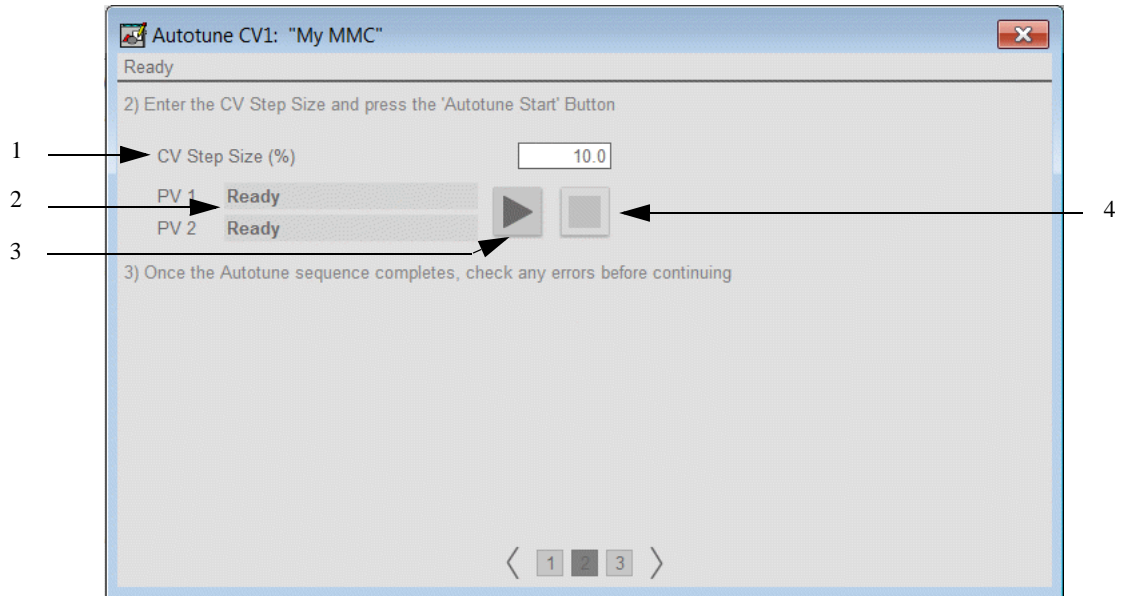 Autotune CV1: "My MMC"
Ready
2) Enter the CV Step Size and press the 'Autotune Start' Button
1
CV Step Size (%) 10.0
2
PV 1 Ready
4
PV 2 Ready
3
3) Once the Autotune sequence completes, check any errors before continuing
1 2 3